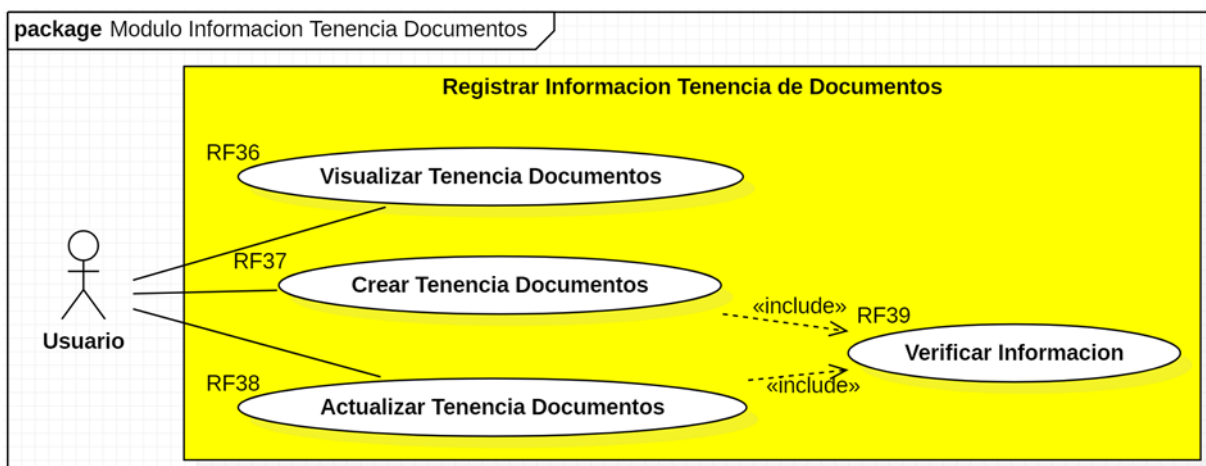 package Modulo Informacion Tenencia Documentos
Registrar Informacion Tenencia de Documentos
RF36
Visualizar Tenencia Documentos
RF37
Crear Tenencia Documentos
«include»
RF39
Verificar Informacion
Usuario
RF38
Actualizar Tenencia Documentos
«include»